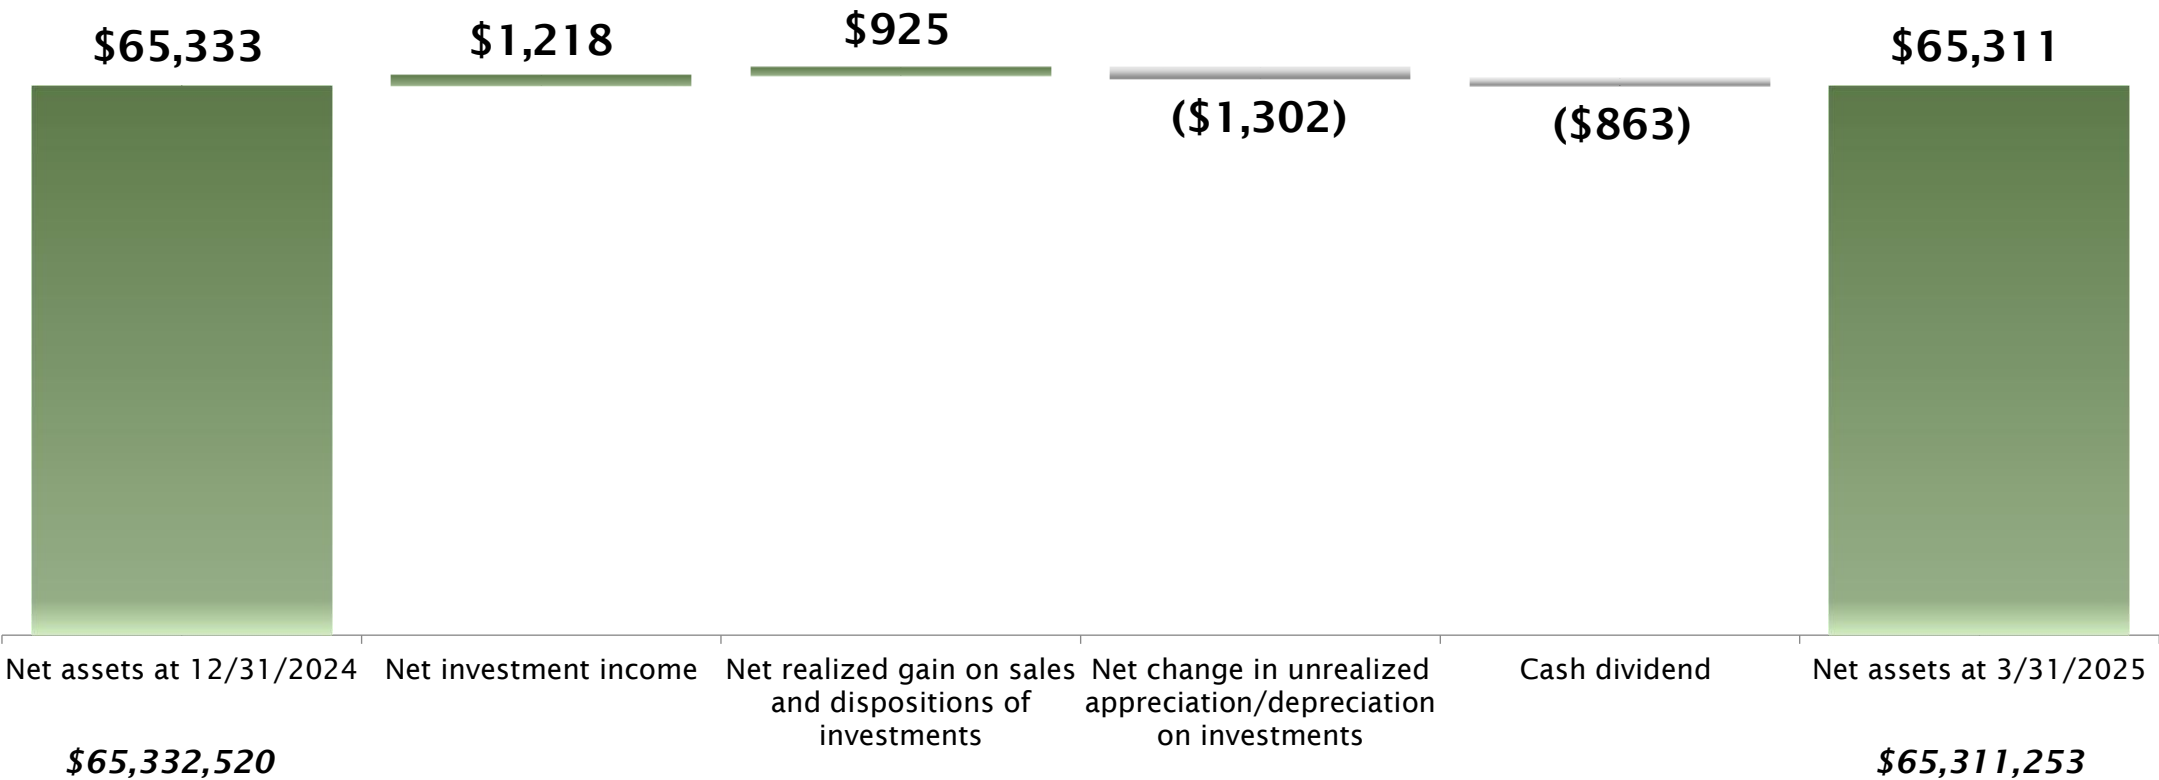 $65,333
$1,218
$925
($1,302)
($863)
$65,311
Net assets at 12/31/2024
Net investment income
Net realized gain on sales
and dispositions of
investments
Net change in unrealized
appreciation/depreciation
on investments
Cash dividend
Net assets at 3/31/2025
$65,332,520
$65,311,253